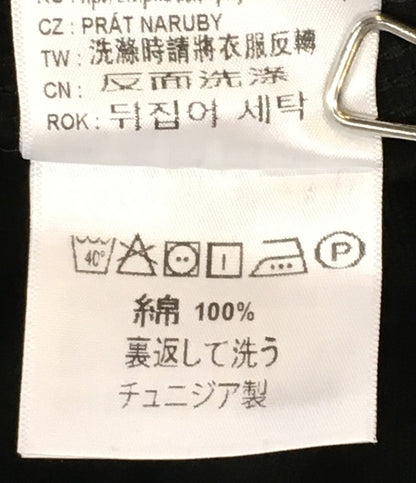 CZ : PRÁT NARUBY
TW : 洗滌時請將衣服反轉
CN : 反面洗涤
ROK : 뒤집어 세탁
40°
P
綿 100%
裏返して洗う
チュニジア製